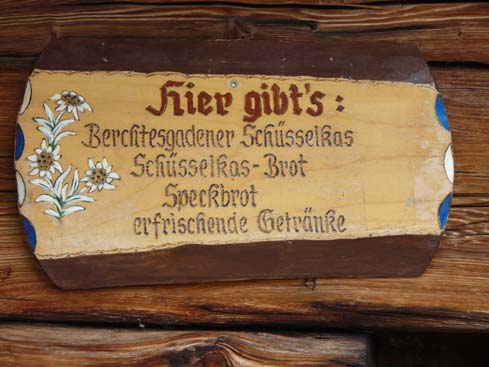 Hier gibt's:
Berchtesgadener Schüsselkas
Schüsselkas-Brot
Speckbrot
erfrischende Getränke